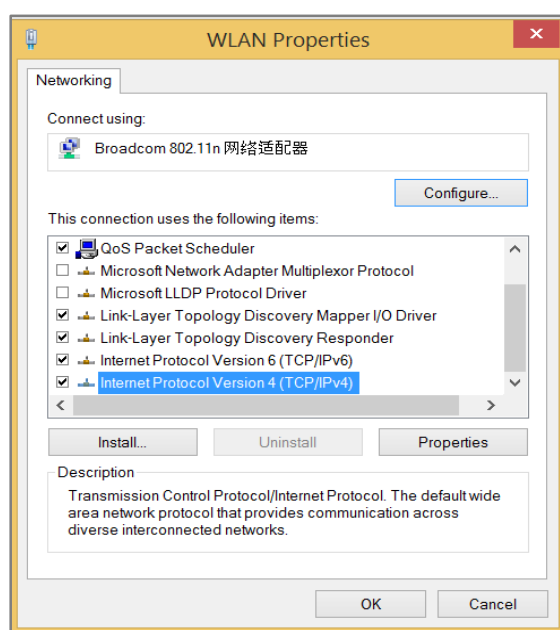 WLAN Properties
Networking
Connect using:
Broadcom 802.11n 网络适配器
Configure...
This connection uses the following items:
QoS Packet Scheduler
Microsoft Network Adapter Multiplexor Protocol
Microsoft LLDP Protocol Driver
Link-Layer Topology Discovery Mapper I/O Driver
Link-Layer Topology Discovery Responder
Internet Protocol Version 6 (TCP/IPv6)
Internet Protocol Version 4 (TCP/IPv4)
Install... Uninstall Properties
Description
Transmission Control Protocol/Internet Protocol. The default wide
area network protocol that provides communication across
diverse interconnected networks.
OK Cancel